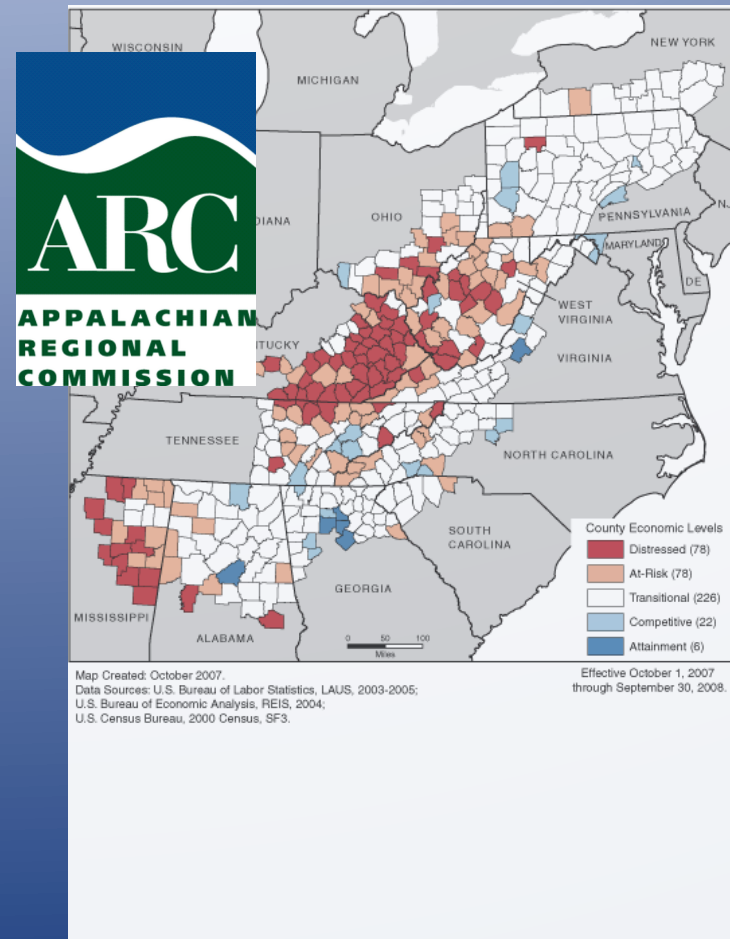 WISCONSIN
NEW YORK
MICHIGAN
ARC
APPALACHIAN
REGIONAL
COMMISSION
OHIO
DIANA
PENNSYLVANIA
N.
MARYLAND
DE
WEST
VIRGINIA
VIRGINIA
TUCKY
TENNESSEE
NORTH CAROLINA
SOUTH
CAROLINA
GEORGIA
MISSISSIPPI
ALABAMA
0 50 100
Miles
County Economic Levels
Distressed (78)
At-Risk (78)
Transitional (226)
Competitive (22)
Attainment (6)
Map Created: October 2007.
Data Sources: U.S. Bureau of Labor Statistics, LAUS, 2003-2005;
U.S. Bureau of Economic Analysis, REIS, 2004;
U.S. Census Bureau, 2000 Census, SF3.
Effective October 1, 2007
through September 30, 2008.